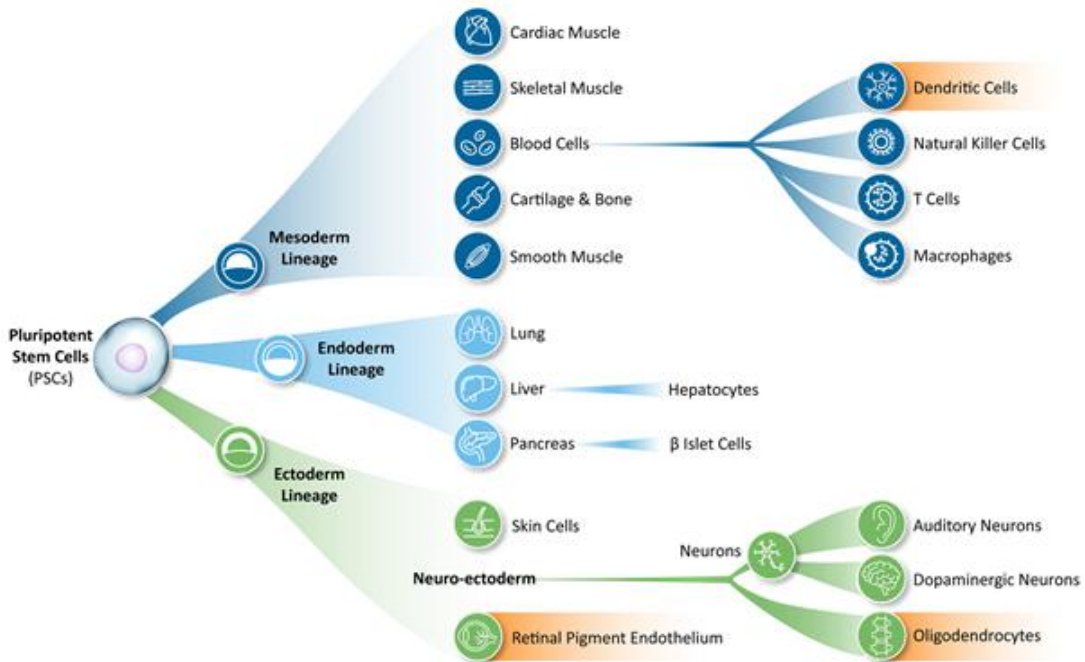 Cardiac Muscle
Skeletal Muscle
Dendritic Cells
Blood Cells
Natural Killer Cells
Cartilage & Bone
T Cells
Mesoderm
Lineage
Smooth Muscle
Macrophages
Pluripotent
Stem Cells
(PSCs)
Endoderm
Lineage
Lung
Liver
Hepatocytes
Pancreas
β Islet Cells
Ectoderm
Lineage
Skin Cells
Neurons
Auditory Neurons
Neuro-ectoderm
Dopaminergic Neurons
Retinal Pigment Endothelium
Oligodendrocytes